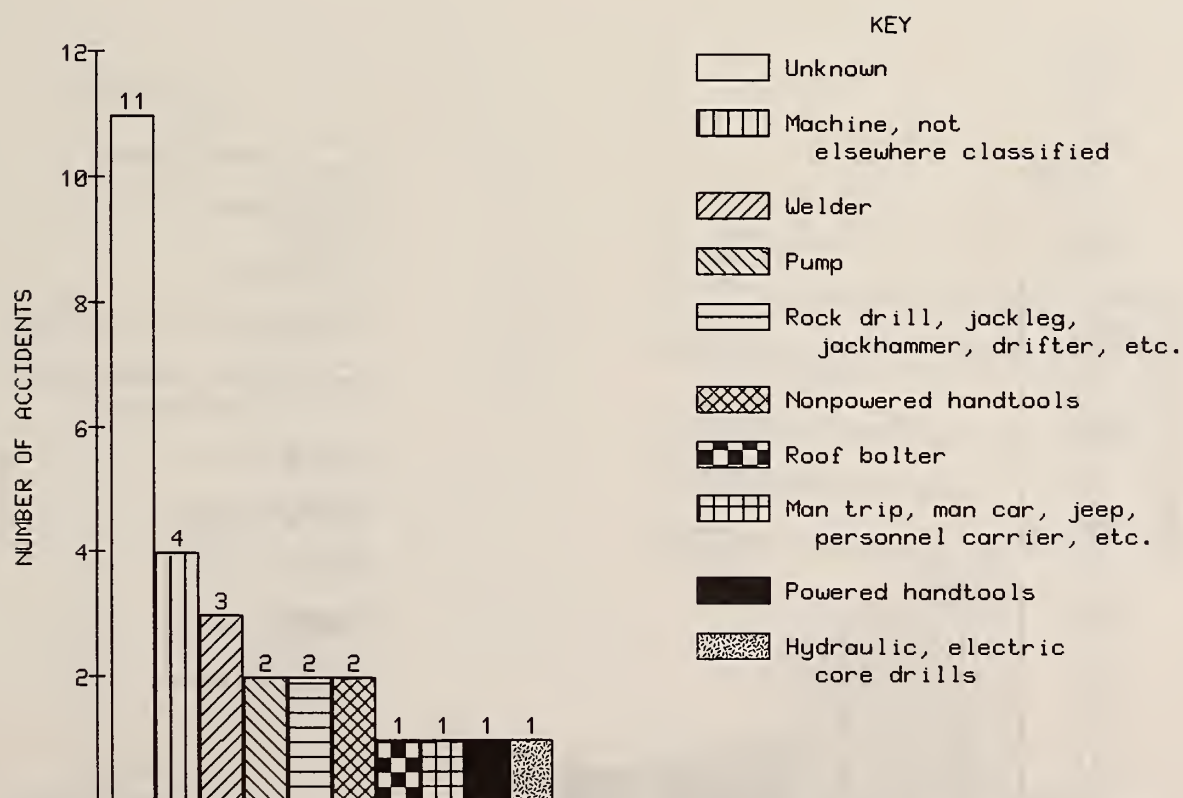 KEY
Unknown
Machine, not
elsewhere classified
Welder
Pump
Rock drill, jackleg,
jackhammer, drifter, etc.
Nonpowered handtools
Roof bolter
Man trip, man car, jeep,
personnel carrier, etc.
Powered handtools
Hydraulic, electric
core drills
NUMBER OF ACCIDENTS
12
10
8
6
4
2
11
4
3
2
2
2
1
1
1
1